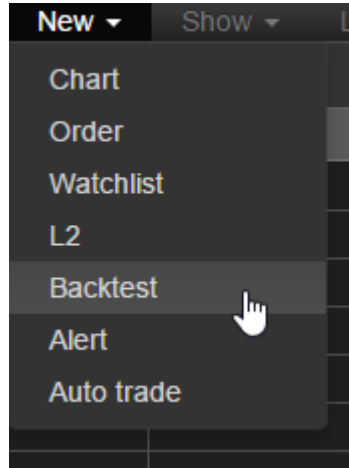 New Show L
Chart
Order
Watchlist
L2
Backtest
Alert
Auto trade